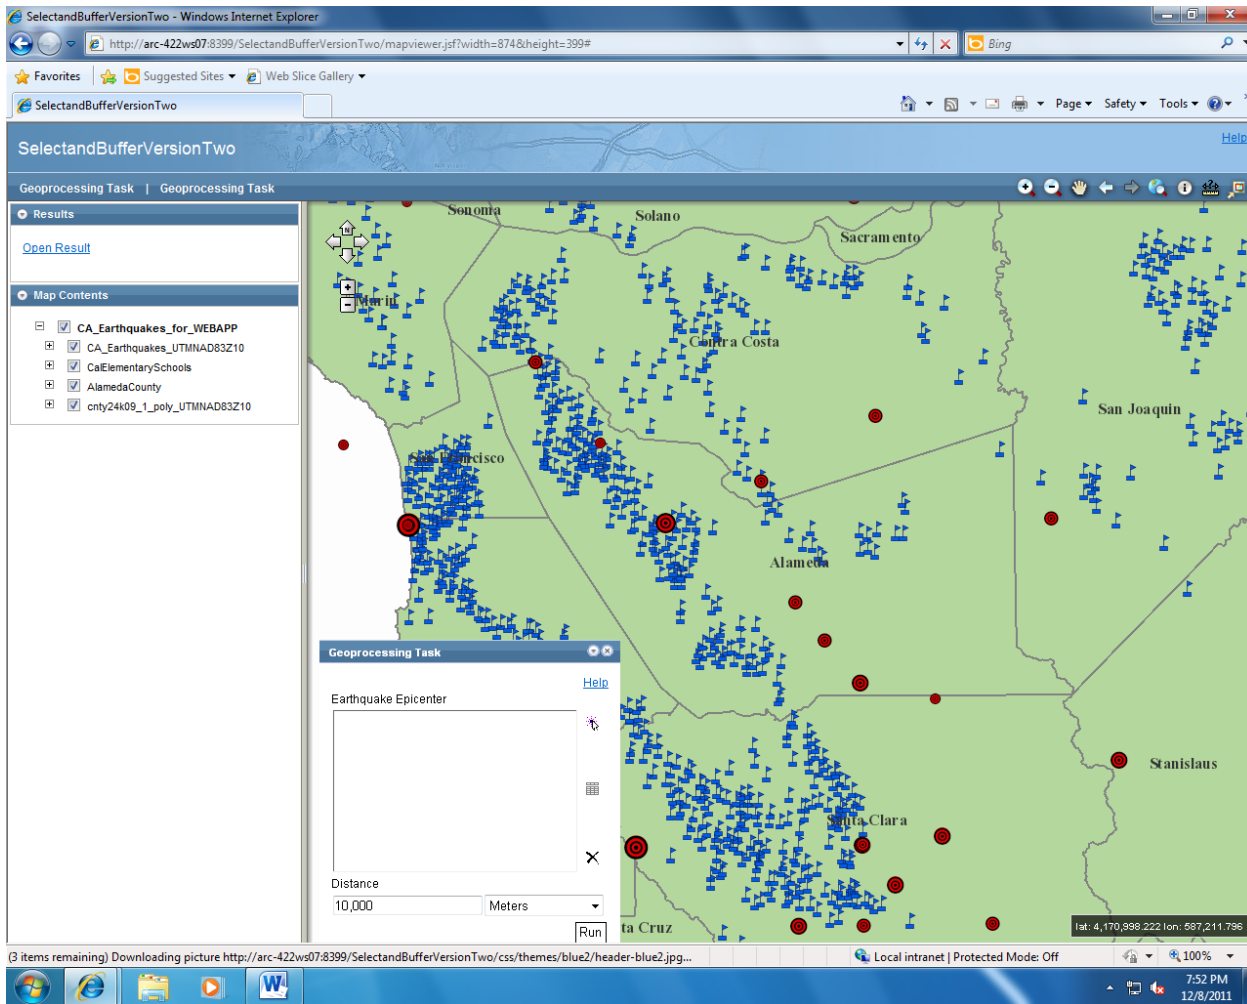 SelectandBufferVersionTwo - Windows Internet Explorer
http://arc-422ws07:8399/SelectandBufferVersionTwo/mapviewer.jsf?width=874&height=399#
Bing
Favorites
Suggested Sites
Web Slice Gallery
SelectandBufferVersionTwo
Page
Safety
Tools
Help
SelectandBufferVersionTwo
Geoprocessing Task | Geoprocessing Task
Results
Open Result
Map Contents
CA_Earthquakes_for_WEBAPP
CA_Earthquakes_UTMNAD83Z10
CalElementarySchools
AlamedaCounty
cnty24k09_1_poly_UTMNAD83Z10
N
Sonoma
Solano
Sacramento
Marin
Contra Costa
San Joaquin
San Francisco
Alameda
Stanislaus
Santa Clara
ta Cruz
Geoprocessing Task
Help
Earthquake Epicenter
Distance
10,000
Meters
Run
lat: 4,170,998.222 lon: 587,211.796
(3 items remaining) Downloading picture http://arc-422ws07:8399/SelectandBufferVersionTwo/css/themes/blue2/header-blue2.jpg...
Local intranet | Protected Mode: Off
100%
7:52 PM
12/8/2011